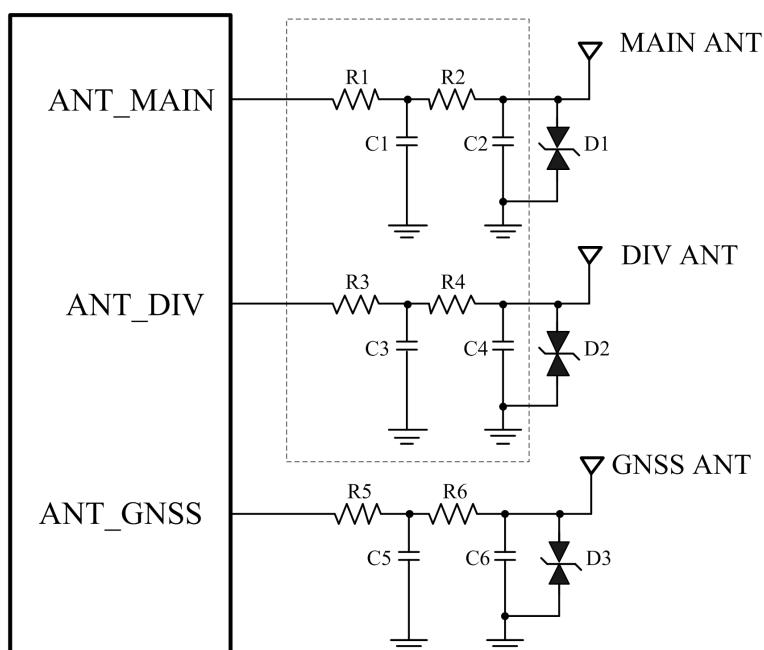 MAIN ANT
R1 R2
ANT_MAIN
C1 C2 D1
DIV ANT
R3 R4
ANT_DIV
C3 C4 D2
GNSS ANT
R5 R6
ANT_GNSS
C5 C6 D3